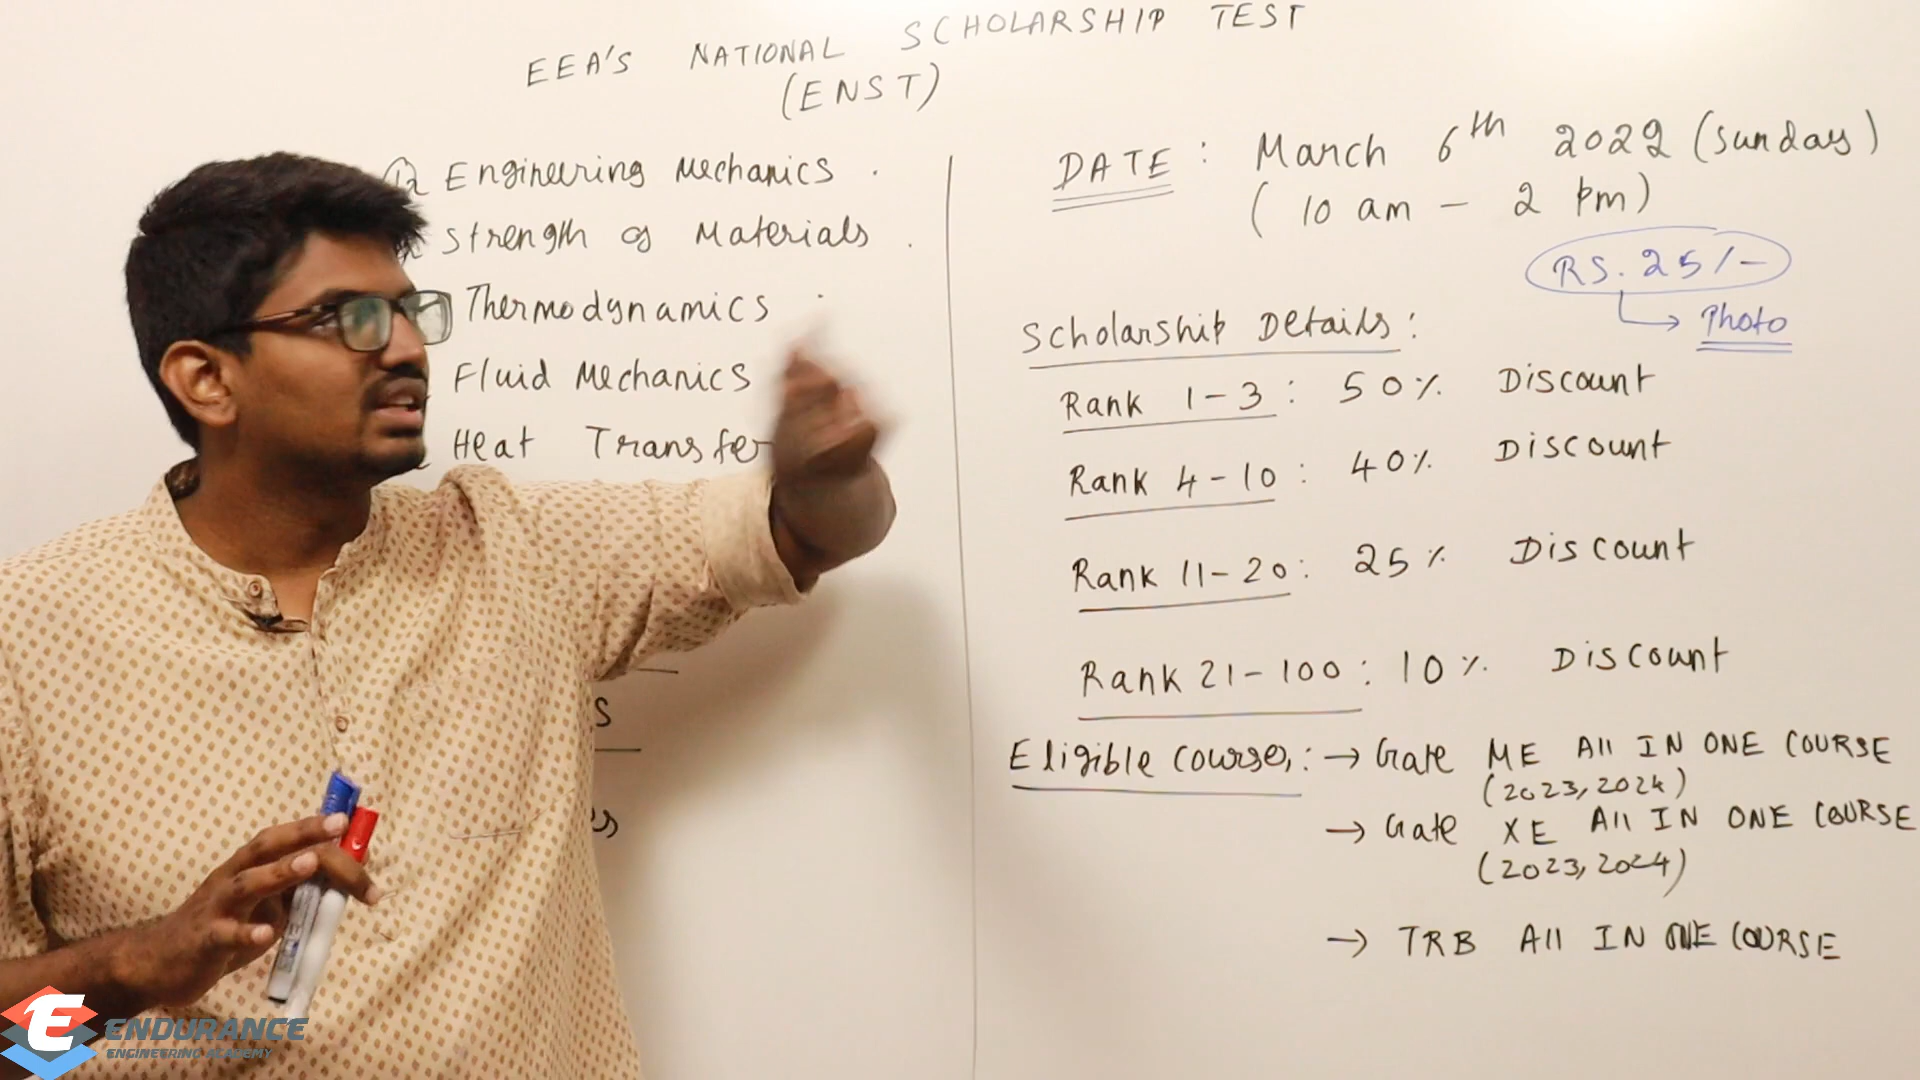 EEA'S NATIONAL SCHOLARSHIP TEST
(ENST)
Engineering Mechanics.
Strength of Materials.
Thermodynamics.
Fluid Mechanics
Heat Transfer
DATE: March 6th 2022 (Sunday)
(10 am - 2 pm)
RS. 25/-
→ Photo
Scholarship Details:
Rank 1-3: 50% Discount
Rank 4-10: 40% Discount
Rank 11-20: 25% Discount
Rank 21-100: 10% Discount
Eligible Courses: → Gate ME All IN ONE COURSE
(2023, 2024)
→ Gate XE All IN ONE COURSE
(2023, 2024)
→ TRB All IN ONE COURSE
E ENDURANCE
ENGINEERING ACADEMY